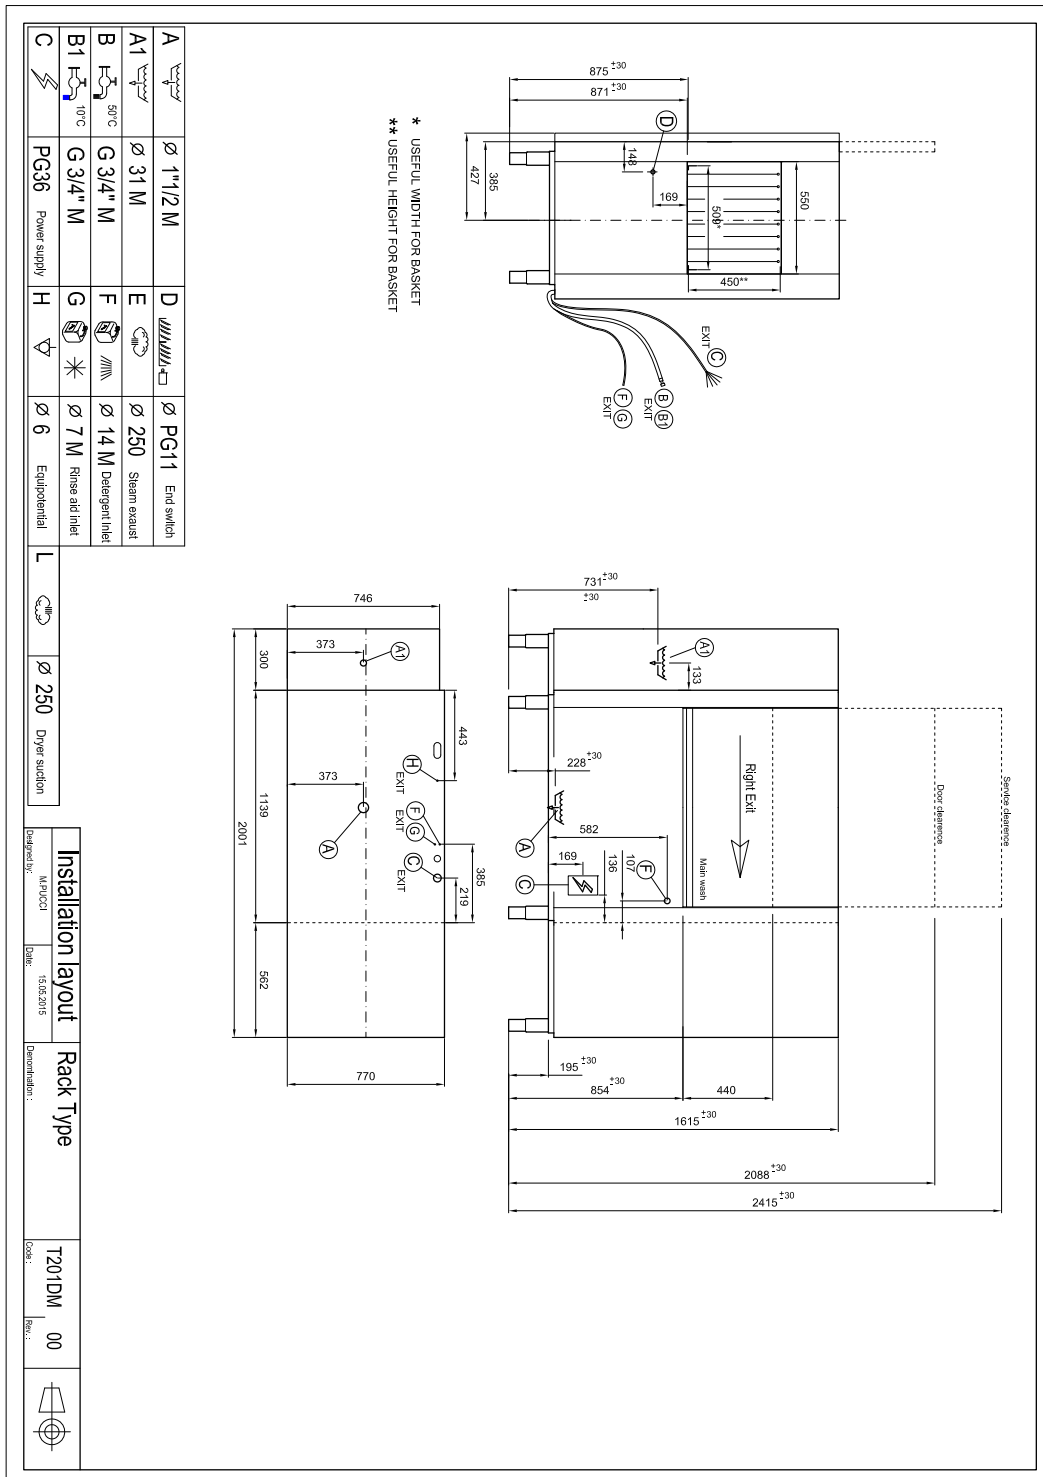 875 ±30
871 ±30
D
148
169
385
427
550
509*
450**
C
EXIT
B B1
EXIT
F G
EXIT
* USEFUL WIDTH FOR BASKET
** USEFUL HEIGHT FOR BASKET
731 ±30
±30
A1
133
228 ±30
A
582
169
C
136
107
F
Right Exit
Main wash
Door clearence
Service clearence
195 ±30
854 ±30
440
1615 ±30
2088 ±30
2415 ±30
746
373
A1
300
443
H
EXIT
373
A
F
G
EXIT
C
EXIT
385
219
1139
2001
562
770
A Ø 1"1/2 M D Ø PG11 End switch
A1 Ø 31 M E Ø 250 Steam exaust
B 50°C G 3/4" M F Ø 14 M Detergent inlet
B1 10°C G 3/4" M G Ø 7 M Rinse aid inlet
C PG36 Power supply H Ø 6 Equipotential L Ø 250 Dryer suction
Installation layout
Designed by: M.PUCCI
Date: 15.05.2015
Rack Type
Denomination :
T201DM 00
Code :
Rev. :